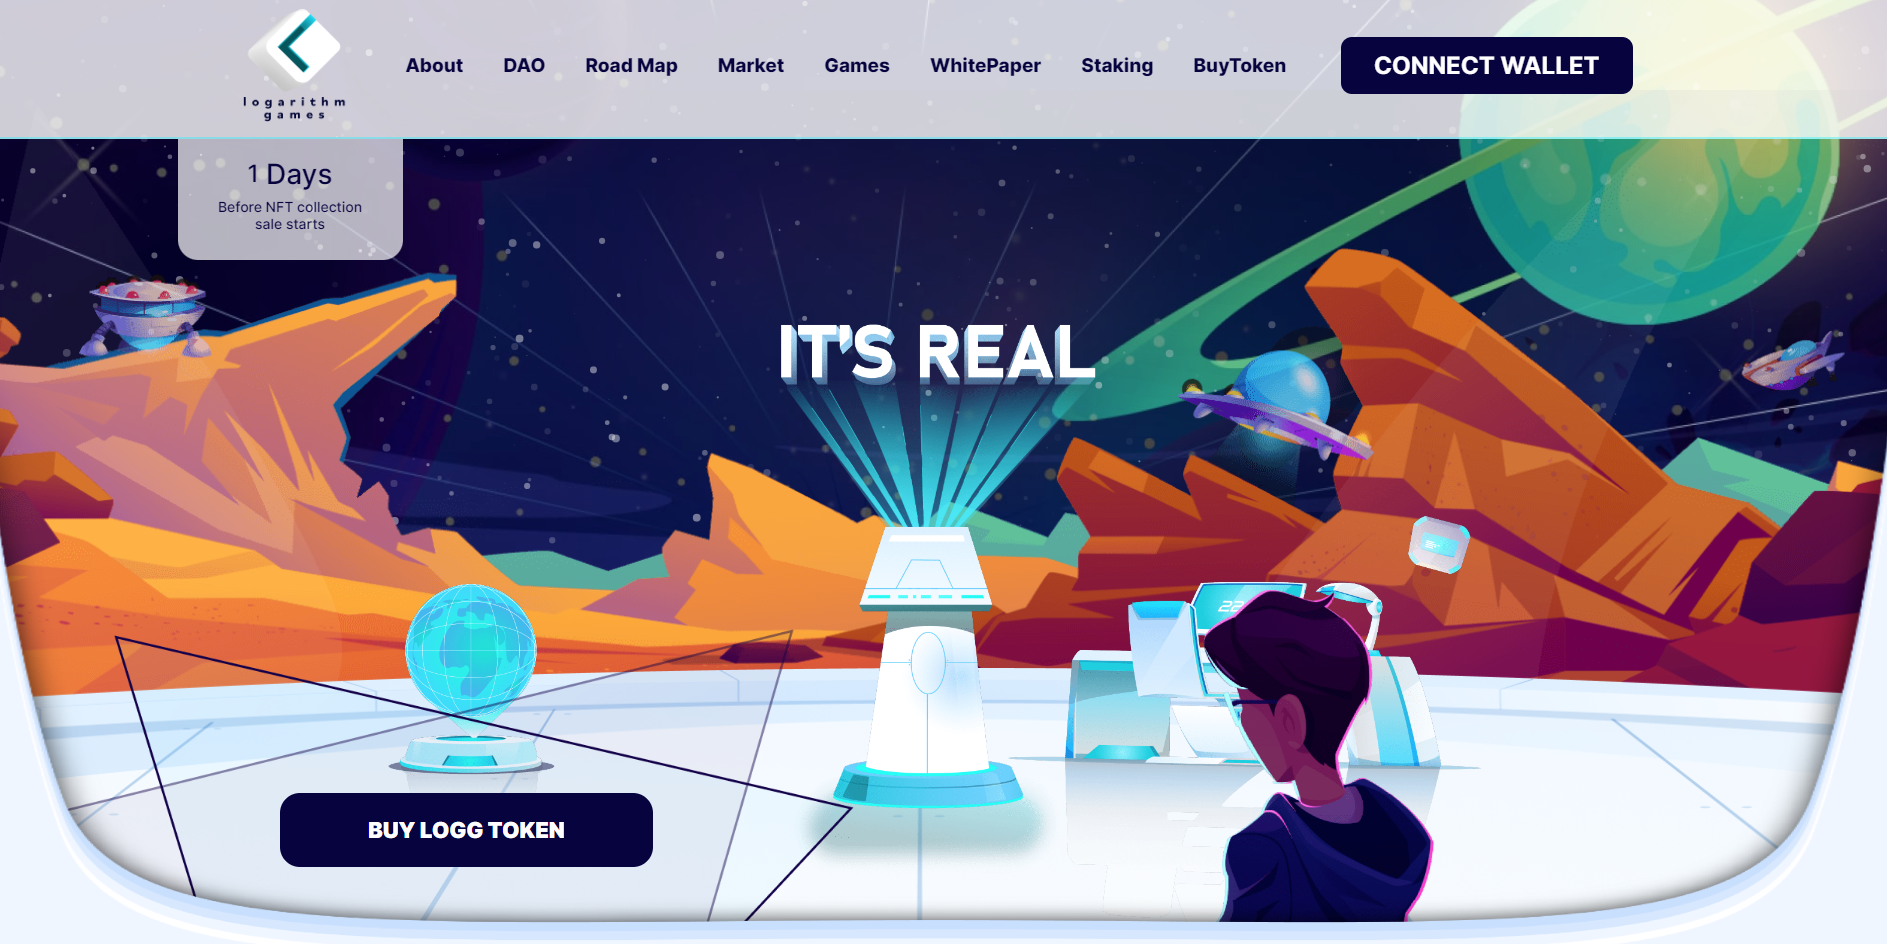 logarithm
games
About
DAO
Road Map
Market
Games
WhitePaper
Staking
BuyToken
CONNECT WALLET
1 Days
Before NFT collection
sale starts
IT'S REAL
22
BUY LOGG TOKEN